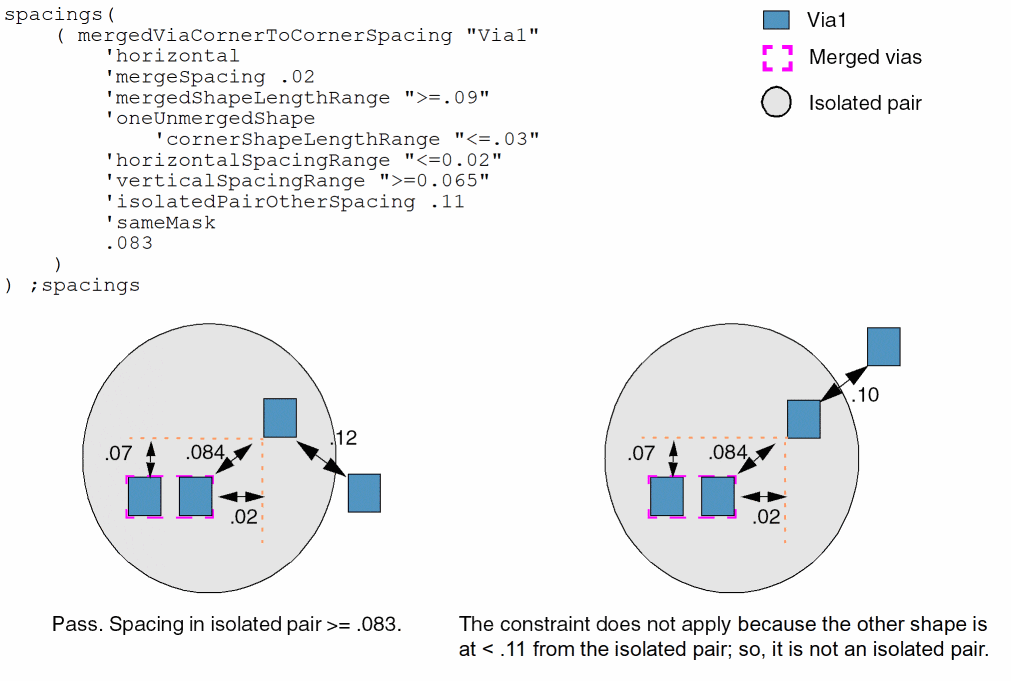 spacings(
( mergedViaCornerToCornerSpacing "Via1"
'horizontal
'mergeSpacing .02
'mergedShapeLengthRange ">=.09"
'oneUnmergedShape
'cornerShapeLengthRange "<=.03"
'horizontalSpacingRange "<=0.02"
'verticalSpacingRange ">=0.065"
'isolatedPairOtherSpacing .11
'sameMask
.083
)
) ;spacings
Via1
Merged vias
Isolated pair
.07
.084
.12
.02
Pass. Spacing in isolated pair >= .083.
.10
.07
.084
.02
The constraint does not apply because the other shape is
at < .11 from the isolated pair; so, it is not an isolated pair.